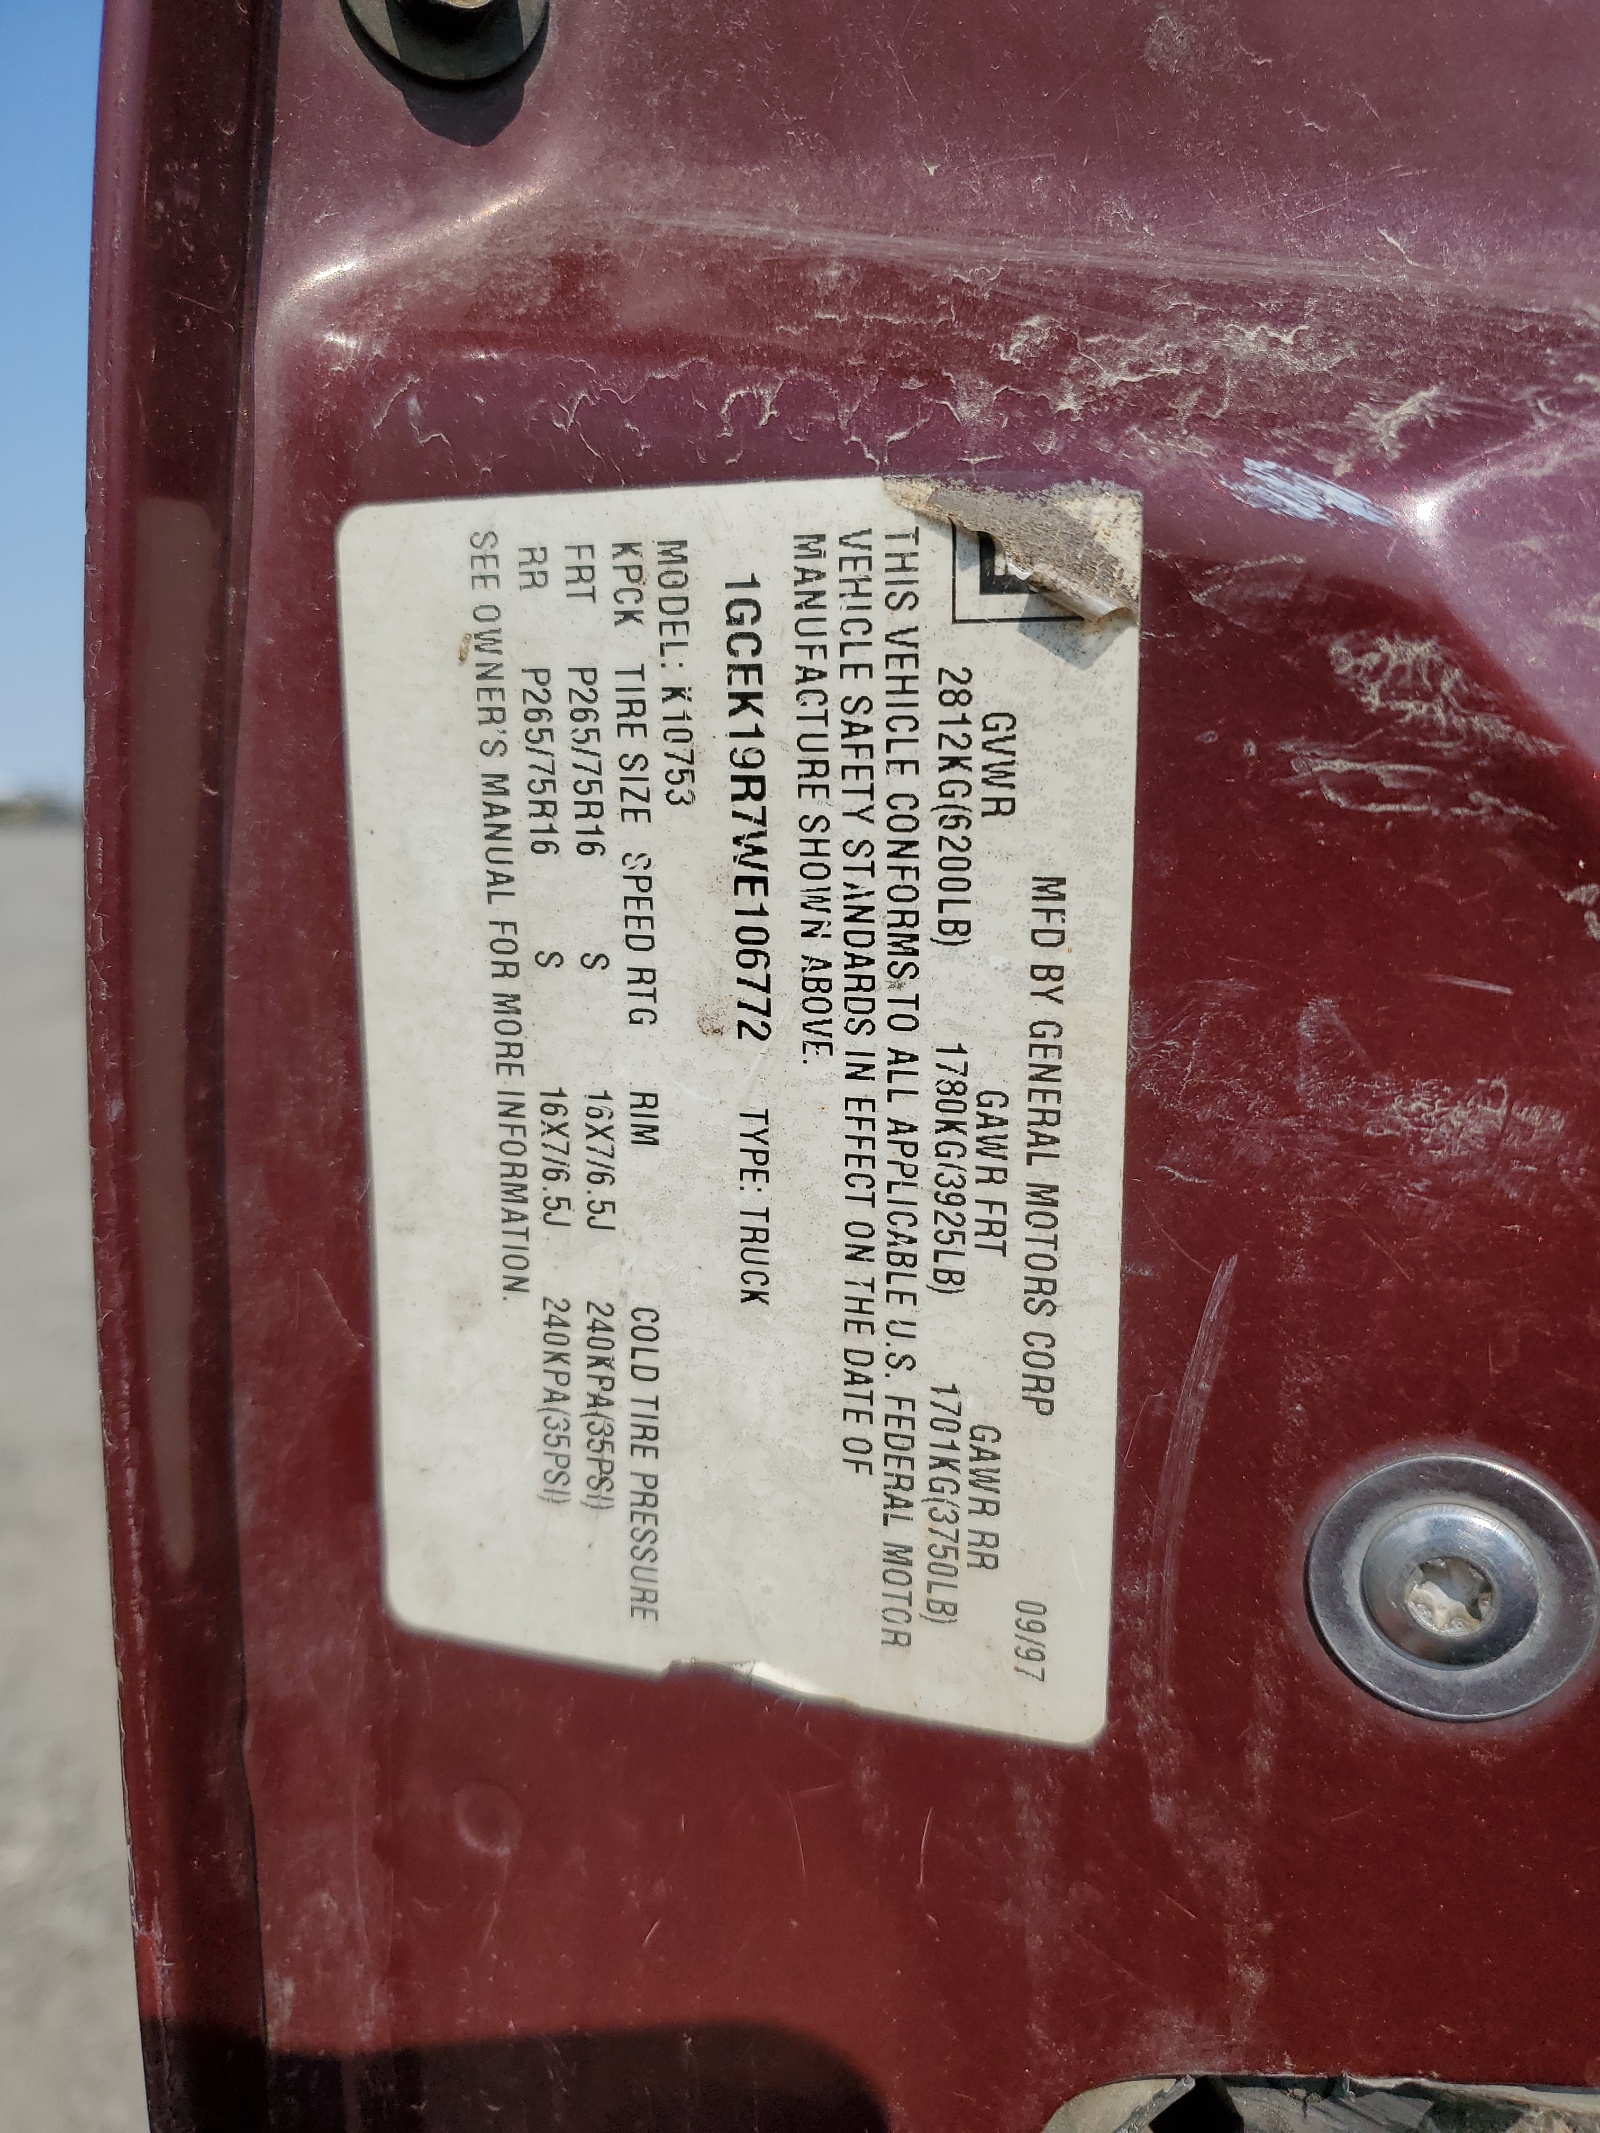 MFD BY GENERAL MOTORS CORP 09/97
GVWR GAWR FRT GAWR RR
2812KG(6200LB) 1780KG(3925LB) 1701KG(3750LB)
THIS VEHICLE CONFORMS TO ALL APPLICABLE U.S. FEDERAL MOTOR
VEHICLE SAFETY STANDARDS IN EFFECT ON THE DATE OF
MANUFACTURE SHOWN ABOVE.
1GCEK19R7WE106772 TYPE: TRUCK
MODEL: K10753
KPCK TIRE SIZE SPEED RTG RIM COLD TIRE PRESSURE
FRT P265/75R16 S 16X7/6.5J 240KPA(35PSI)
RR P265/75R16 S 16X7/6.5J 240KPA(35PSI)
SEE OWNER'S MANUAL FOR MORE INFORMATION.